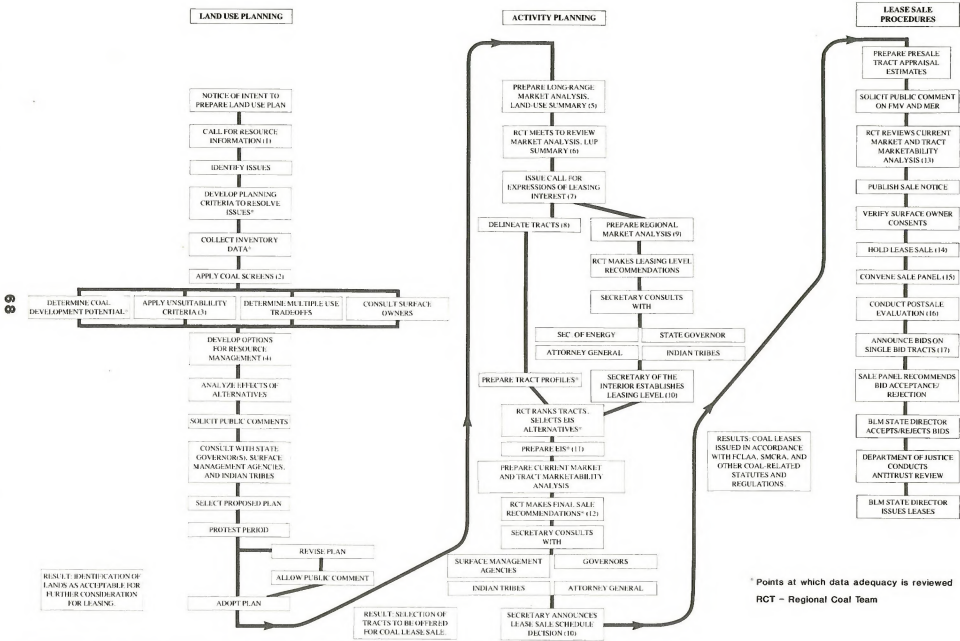 LAND USE PLANNING
NOTICE OF INTENT TO
PREPARE LAND USE PLAN
CALL FOR RESOURCE
INFORMATION (1)
IDENTIFY ISSUES
DEVELOP PLANNING
CRITERIA TO RESOLVE
ISSUES*
COLLECT INVENTORY
DATA*
APPLY COAL SCREENS (2)
DETERMINE COAL
DEVELOPMENT POTENTIAL*
APPLY UNSUITABILITY
CRITERIA (3)
DETERMINE MULTIPLE USE
TRADEOFFS
CONSULT SURFACE
OWNERS
DEVELOP OPTIONS
FOR RESOURCE
MANAGEMENT (4)
ANALYZE EFFECTS OF
ALTERNATIVES
SOLICIT PUBLIC COMMENTS
CONSULT WITH STATE
GOVERNOR(S), SURFACE
MANAGEMENT AGENCIES,
AND INDIAN TRIBES
SELECT PROPOSED PLAN
PROTEST PERIOD
REVISE PLAN
ALLOW PUBLIC COMMENT
ADOPT PLAN
RESULT: IDENTIFICATION OF
LANDS AS ACCEPTABLE FOR
FURTHER CONSIDERATION
FOR LEASING.
ACTIVITY PLANNING
PREPARE LONG-RANGE
MARKET ANALYSIS,
LAND-USE SUMMARY (5)
RCT MEETS TO REVIEW
MARKET ANALYSIS, LUP
SUMMARY (6)
ISSUE CALL FOR
EXPRESSIONS OF LEASING
INTEREST (7)
DELINEATE TRACTS (8)
PREPARE REGIONAL
MARKET ANALYSIS (9)
RCT MAKES LEASING LEVEL
RECOMMENDATIONS
SECRETARY CONSULTS
WITH
SEC. OF ENERGY
STATE GOVERNOR
ATTORNEY GENERAL
INDIAN TRIBES
PREPARE TRACT PROFILES*
SECRETARY OF THE
INTERIOR ESTABLISHES
LEASING LEVEL (10)
RCT RANKS TRACTS,
SELECTS EIS
ALTERNATIVES*
PREPARE EIS* (11)
PREPARE CURRENT MARKET
AND TRACT MARKETABILITY
ANALYSIS
RCT MAKES FINAL SALE
RECOMMENDATIONS* (12)
SECRETARY CONSULTS
WITH
SURFACE MANAGEMENT
AGENCIES
GOVERNORS
INDIAN TRIBES
ATTORNEY GENERAL
SECRETARY ANNOUNCES
LEASE SALE SCHEDULE
DECISION (10)
RESULT: SELECTION OF
TRACTS TO BE OFFERED
FOR COAL LEASE SALE.
LEASE SALE
PROCEDURES
PREPARE PRESALE
TRACT APPRAISAL
ESTIMATES
SOLICIT PUBLIC COMMENT
ON FMV AND MER
RCT REVIEWS CURRENT
MARKET AND TRACT
MARKETABILITY
ANALYSIS (13)
PUBLISH SALE NOTICE
VERIFY SURFACE OWNER
CONSENTS
HOLD LEASE SALE (14)
CONVENE SALE PANEL (15)
CONDUCT POSTSALE
EVALUATION (16)
ANNOUNCE BIDS ON
SINGLE BID TRACTS (17)
SALE PANEL RECOMMENDS
BID ACCEPTANCE/
REJECTION
BLM STATE DIRECTOR
ACCEPTS/REJECTS BIDS
DEPARTMENT OF JUSTICE
CONDUCTS
ANTITRUST REVIEW
BLM STATE DIRECTOR
ISSUES LEASES
RESULTS: COAL LEASES
ISSUED IN ACCORDANCE
WITH FCLAA, SMCRA, AND
OTHER COAL-RELATED
STATUTES AND
REGULATIONS.
* Points at which data adequacy is reviewed
RCT – Regional Coal Team
68